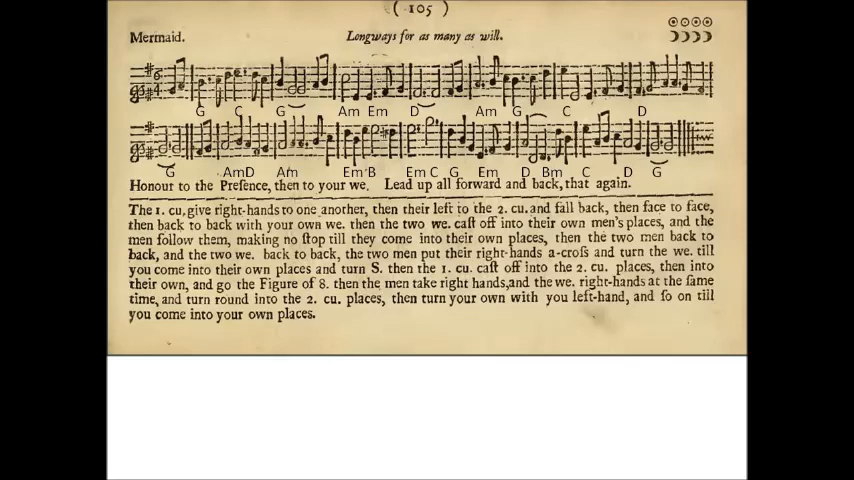 ( 105 )
Mermaid. Longways for as many as will.
G C G Am Em D Am G C D
G Am D Am Em B Em C G Em D Bm C D G
Honour to the Preſence, then to your we. Lead up all forward and back, that again.
The 1. cu, give right-hands to one another, then their left to the 2. cu. and fall back, then face to face,
then back to back with your own we. then the two we. caſt off into their own men's places, and the
men follow them, making no ſtop till they come into their own places, then the two men back to
back, and the two we. back to back, the two men put their right-hands a-croſs and turn the we. till
you come into their own places and turn S. then the 1. cu. caſt off into the 2. cu. places, then into
their own, and go the Figure of 8. then the men take right hands, and the we. right-hands at the ſame
time, and turn round into the 2. cu. places, then turn your own with you left-hand, and ſo on till
you come into your own places.